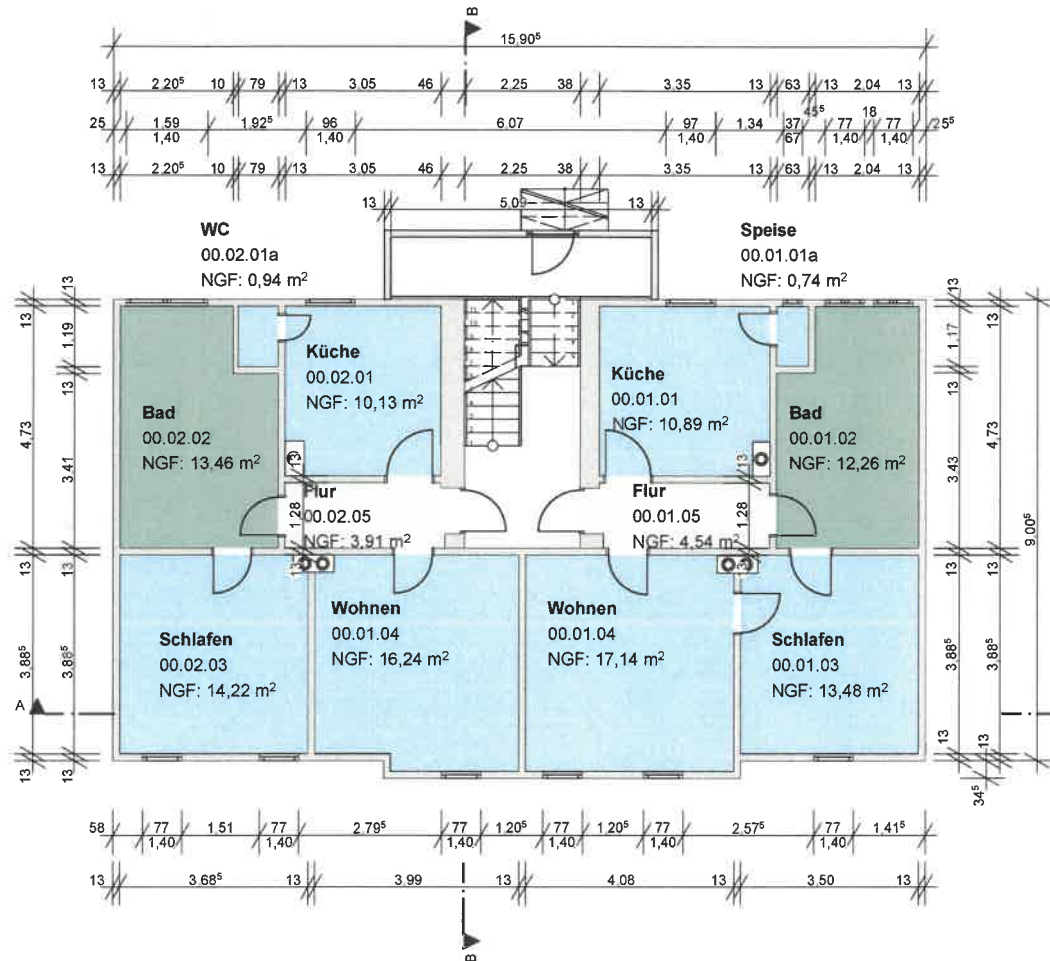 B
15,90⁵
13 2,20⁵ 10 79 13 3,05 46 2,25 38 3,35 13 63 13 2,04 13
45⁵ 18
25 1,59 1,92⁵ 96 6,07 97 1,34 37 77 77 25⁵
1,40 1,40 1,40 67 1,40 1,40
13 2,20⁵ 10 79 13 3,05 46 2,25 38 3,35 13 63 13 2,04 13
13 5,09 13
WC
00.02.01a
NGF: 0,94 m²
Speise
00.01.01a
NGF: 0,74 m²
Küche
00.02.01
NGF: 10,13 m²
Küche
00.01.01
NGF: 10,89 m²
Bad
00.02.02
NGF: 13,46 m²
Bad
00.01.02
NGF: 12,26 m²
Flur
00.02.05
NGF: 3,91 m²
Flur
00.01.05
NGF: 4,54 m²
Schlafen
00.02.03
NGF: 14,22 m²
Wohnen
00.01.04
NGF: 16,24 m²
Wohnen
00.01.04
NGF: 17,14 m²
Schlafen
00.01.03
NGF: 13,48 m²
13 4,73 13 3,88⁵ 13
13 1,19 13 3,41 13 3,88⁵ 13
13 1,28 13
13 1,28
13 1,17 13 3,43 13 3,88⁵ 13
13 4,73 13 3,88⁵ 13
34⁵
9,00⁵
A
58 77 1,51 77 2,79⁵ 77 1,20⁵ 77 1,20⁵ 77 2,57⁵ 77 1,41⁵
1,40 1,40 1,40 1,40 1,40 1,40
13 3,68⁵ 13 3,99 13 4,08 13 3,50 13
B